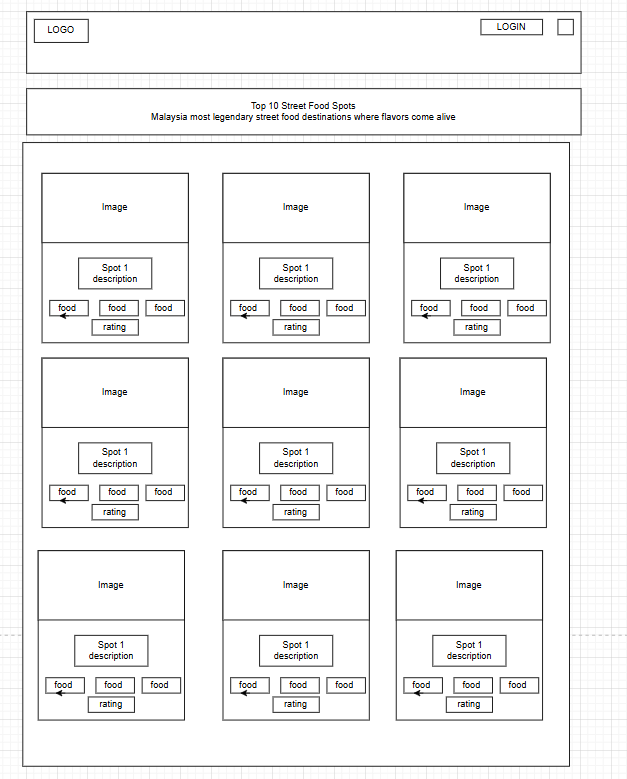 LOGO
LOGIN
Top 10 Street Food Spots
Malaysia most legendary street food destinations where flavors come alive
Image
Image
Image
Spot 1
description
Spot 1
description
Spot 1
description
food food food
food food food
food food food
rating
rating
rating
Image
Image
Image
Spot 1
description
Spot 1
description
Spot 1
description
food food food
food food food
food food food
rating
rating
rating
Image
Image
Image
Spot 1
description
Spot 1
description
Spot 1
description
food food food
food food food
food food food
rating
rating
rating